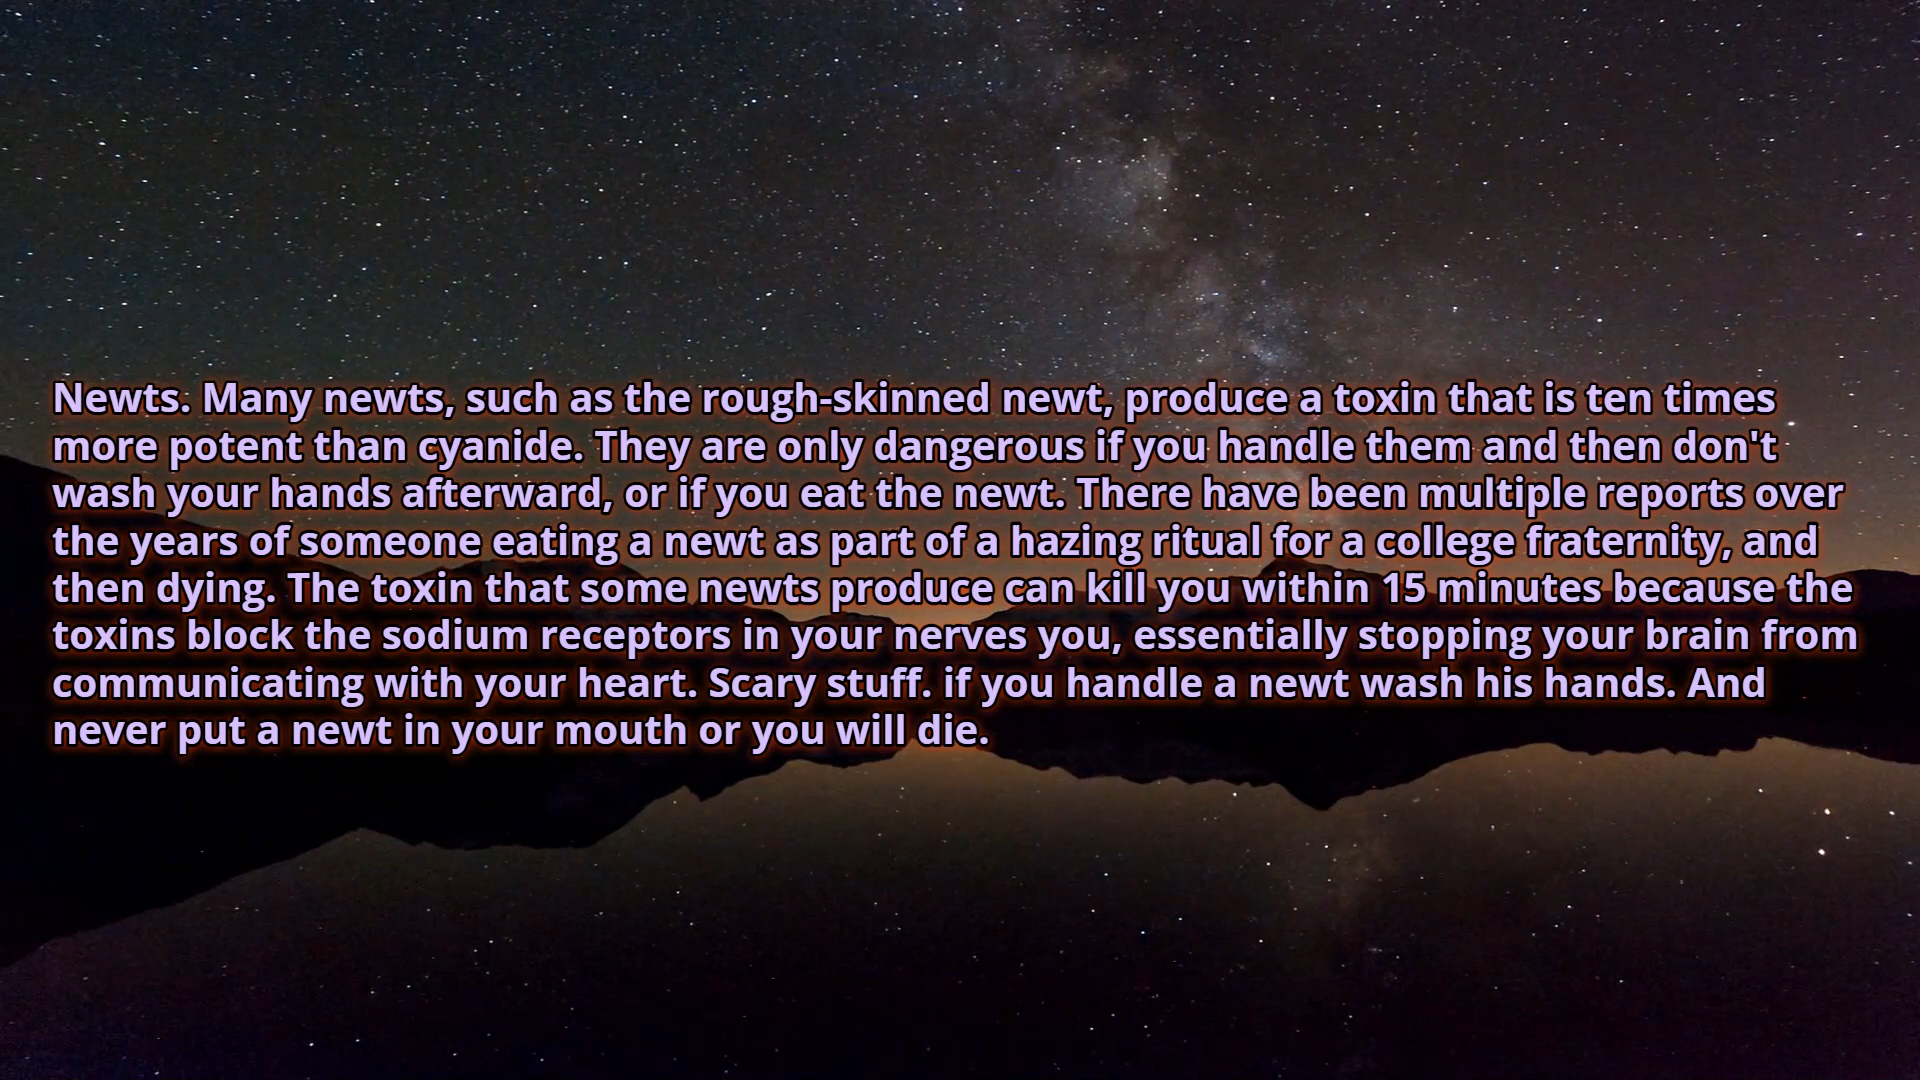 Newts. Many newts, such as the rough-skinned newt, produce a toxin that is ten times
more potent than cyanide. They are only dangerous if you handle them and then don't
wash your hands afterward, or if you eat the newt. There have been multiple reports over
the years of someone eating a newt as part of a hazing ritual for a college fraternity, and
then dying. The toxin that some newts produce can kill you within 15 minutes because the
toxins block the sodium receptors in your nerves you, essentially stopping your brain from
communicating with your heart. Scary stuff. if you handle a newt wash his hands. And
never put a newt in your mouth or you will die.